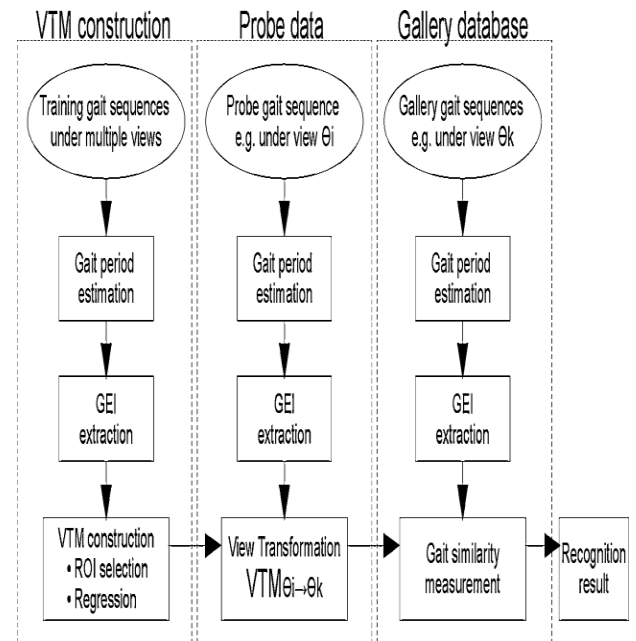 VTM construction
Probe data
Gallery database
Training gait sequences
under multiple views
Probe gait sequence
e.g. under view θi
Gallery gait sequences
e.g. under view θk
Gait period
estimation
Gait period
estimation
Gait period
estimation
GEI
extraction
GEI
extraction
GEI
extraction
VTM construction
• ROI selection
• Regression
View Transformation
VTMθi→θk
Gait similarity
measurement
Recognition
result